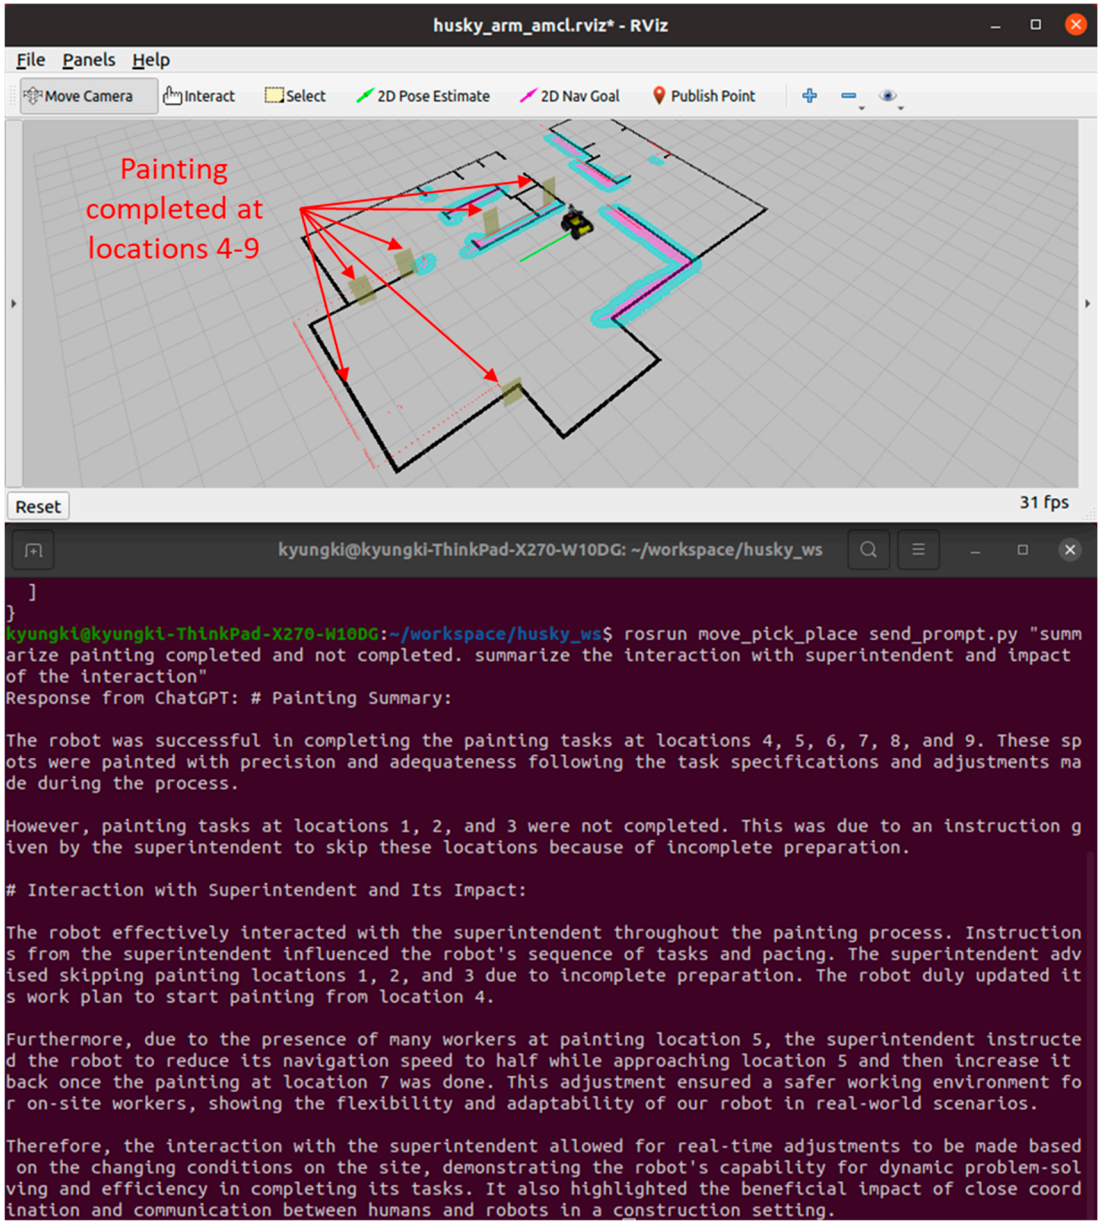 husky_arm_amcl.rviz* - RViz
File Panels Help
Move Camera Interact Select 2D Pose Estimate 2D Nav Goal Publish Point
Painting
completed at
locations 4-9
Reset 31 fps
kyungki@kyungki-ThinkPad-X270-W10DG: ~/workspace/husky_ws
]
}
kyungki@kyungki-ThinkPad-X270-W10DG:~/workspace/husky_ws$ rosrun move_pick_place send_prompt.py "summ
arize painting completed and not completed. summarize the interaction with superintendent and impact
of the interaction"
Response from ChatGPT: # Painting Summary:
The robot was successful in completing the painting tasks at locations 4, 5, 6, 7, 8, and 9. These sp
ots were painted with precision and adequateness following the task specifications and adjustments ma
de during the process.
However, painting tasks at locations 1, 2, and 3 were not completed. This was due to an instruction g
iven by the superintendent to skip these locations because of incomplete preparation.
# Interaction with Superintendent and Its Impact:
The robot effectively interacted with the superintendent throughout the painting process. Instruction
s from the superintendent influenced the robot's sequence of tasks and pacing. The superintendent adv
ised skipping painting locations 1, 2, and 3 due to incomplete preparation. The robot duly updated it
s work plan to start painting from location 4.
Furthermore, due to the presence of many workers at painting location 5, the superintendent instructe
d the robot to reduce its navigation speed to half while approaching location 5 and then increase it
back once the painting at location 7 was done. This adjustment ensured a safer working environment fo
r on-site workers, showing the flexibility and adaptability of our robot in real-world scenarios.
Therefore, the interaction with the superintendent allowed for real-time adjustments to be made based
on the changing conditions on the site, demonstrating the robot's capability for dynamic problem-sol
ving and efficiency in completing its tasks. It also highlighted the beneficial impact of close coord
ination and communication between humans and robots in a construction setting.